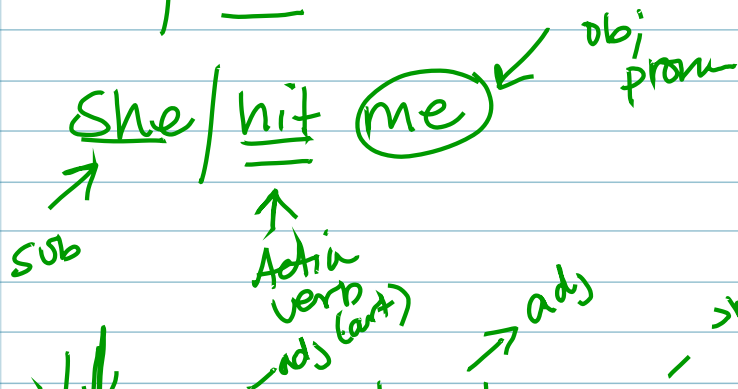 obj
pron
She / hit me
sub
Action
verb
(art)
adj
adj